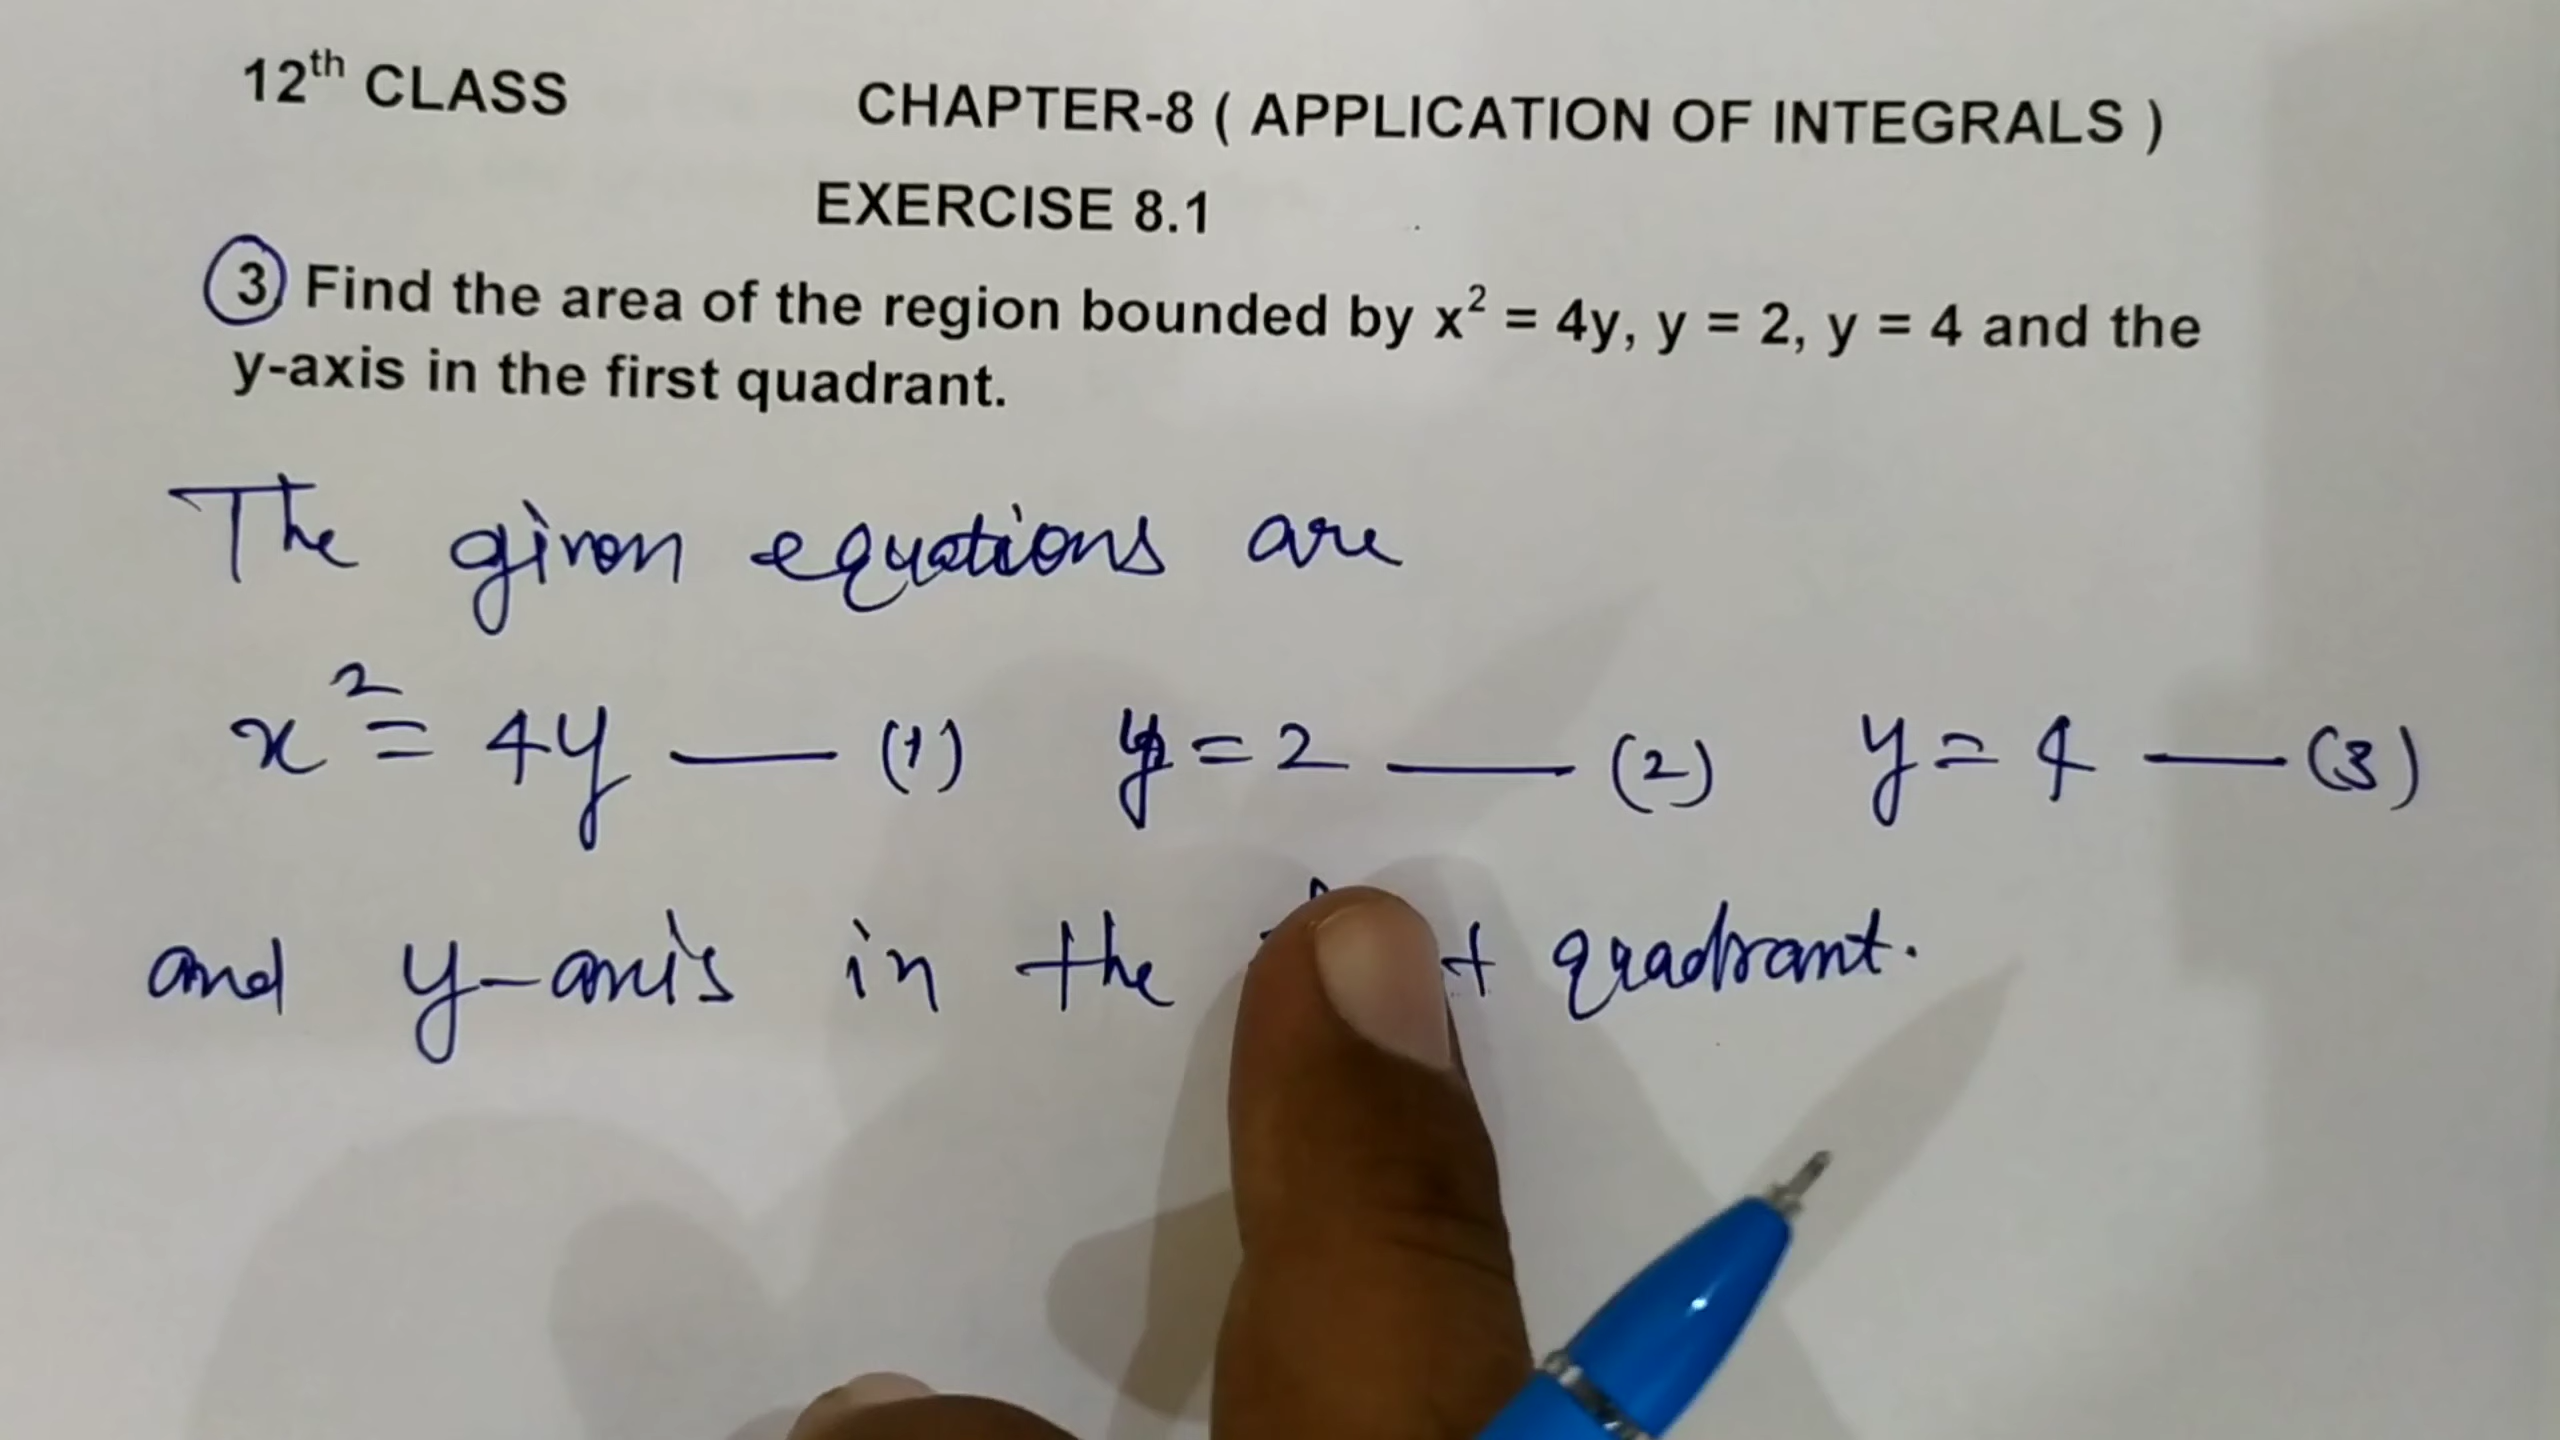 12th CLASS CHAPTER-8 ( APPLICATION OF INTEGRALS )
EXERCISE 8.1
3) Find the area of the region bounded by x² = 4y, y = 2, y = 4 and the
y-axis in the first quadrant.
The given equations are
x² = 4y — (1) y = 2 — (2) y = 4 — (3)
and y-axis in the quadrant.